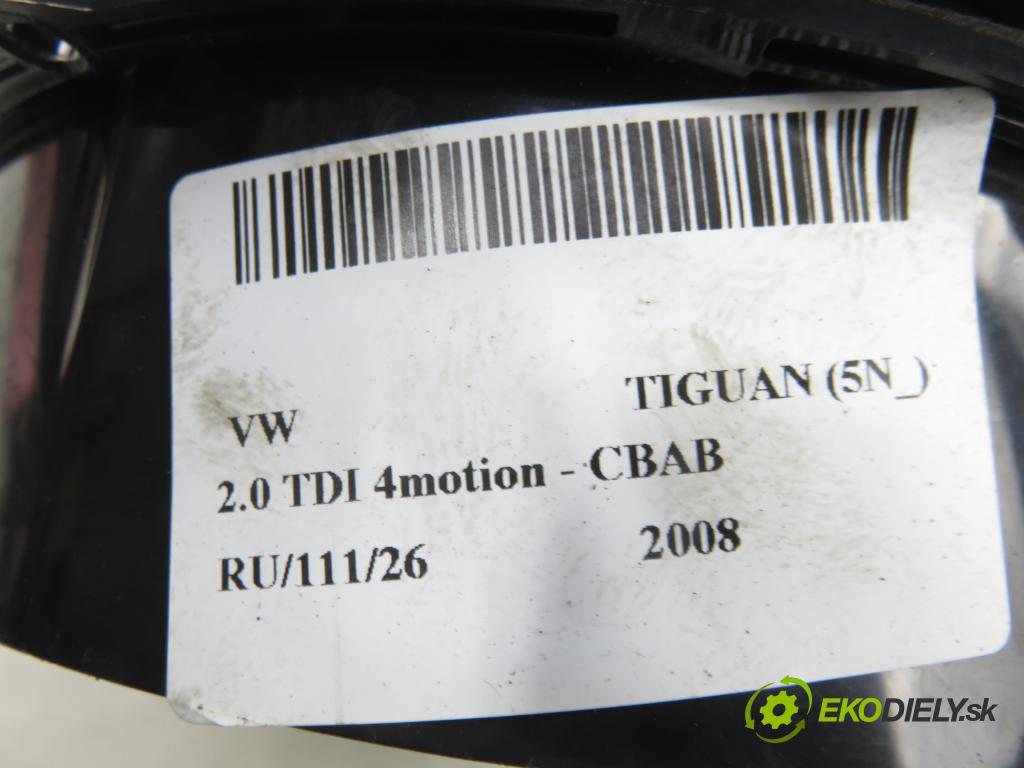 VW TIGUAN (5N_)
2.0 TDI 4motion - CBAB
RU/111/26 2008
EKODIELY.sk